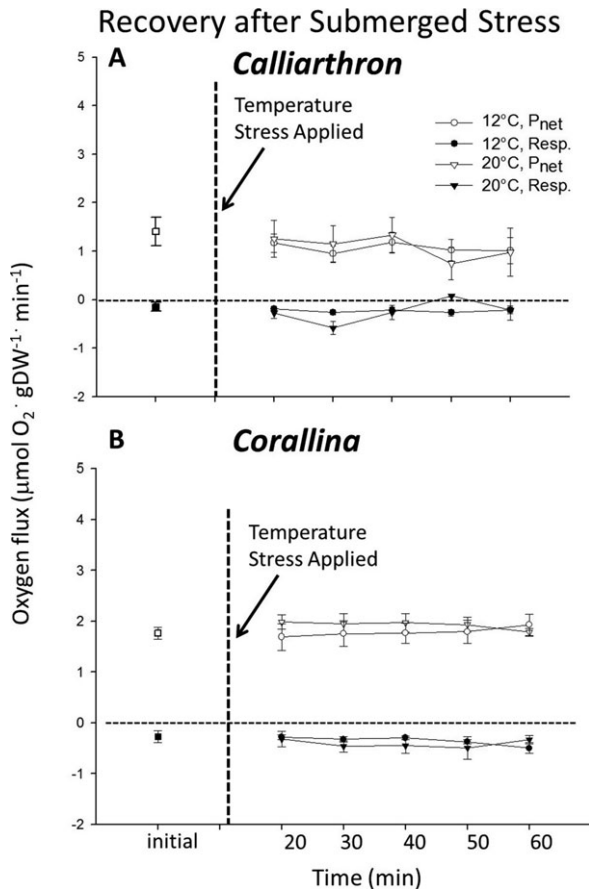 Recovery after Submerged Stress
A
Calliarthron
5
4
3
2
1
0
-1
-2
Temperature
Stress Applied
12°C, Pnet
12°C, Resp.
20°C, Pnet
20°C, Resp.
Oxygen flux (μmol O₂· gDW⁻¹· min⁻¹)
B
Corallina
5
4
3
2
1
0
-1
-2
Temperature
Stress Applied
initial 20 30 40 50 60
Time (min)